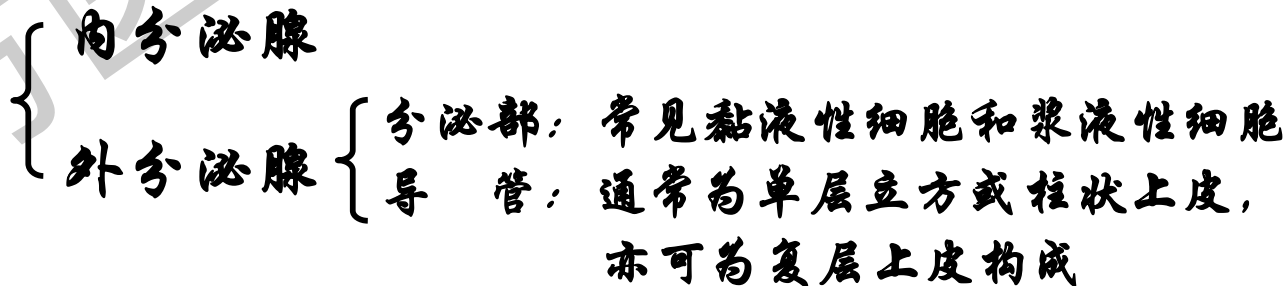 内分泌腺
外分泌腺
分泌部：常见黏液性细胞和浆液性细胞
导　管：通常为单层立方或柱状上皮，
亦可为复层上皮构成